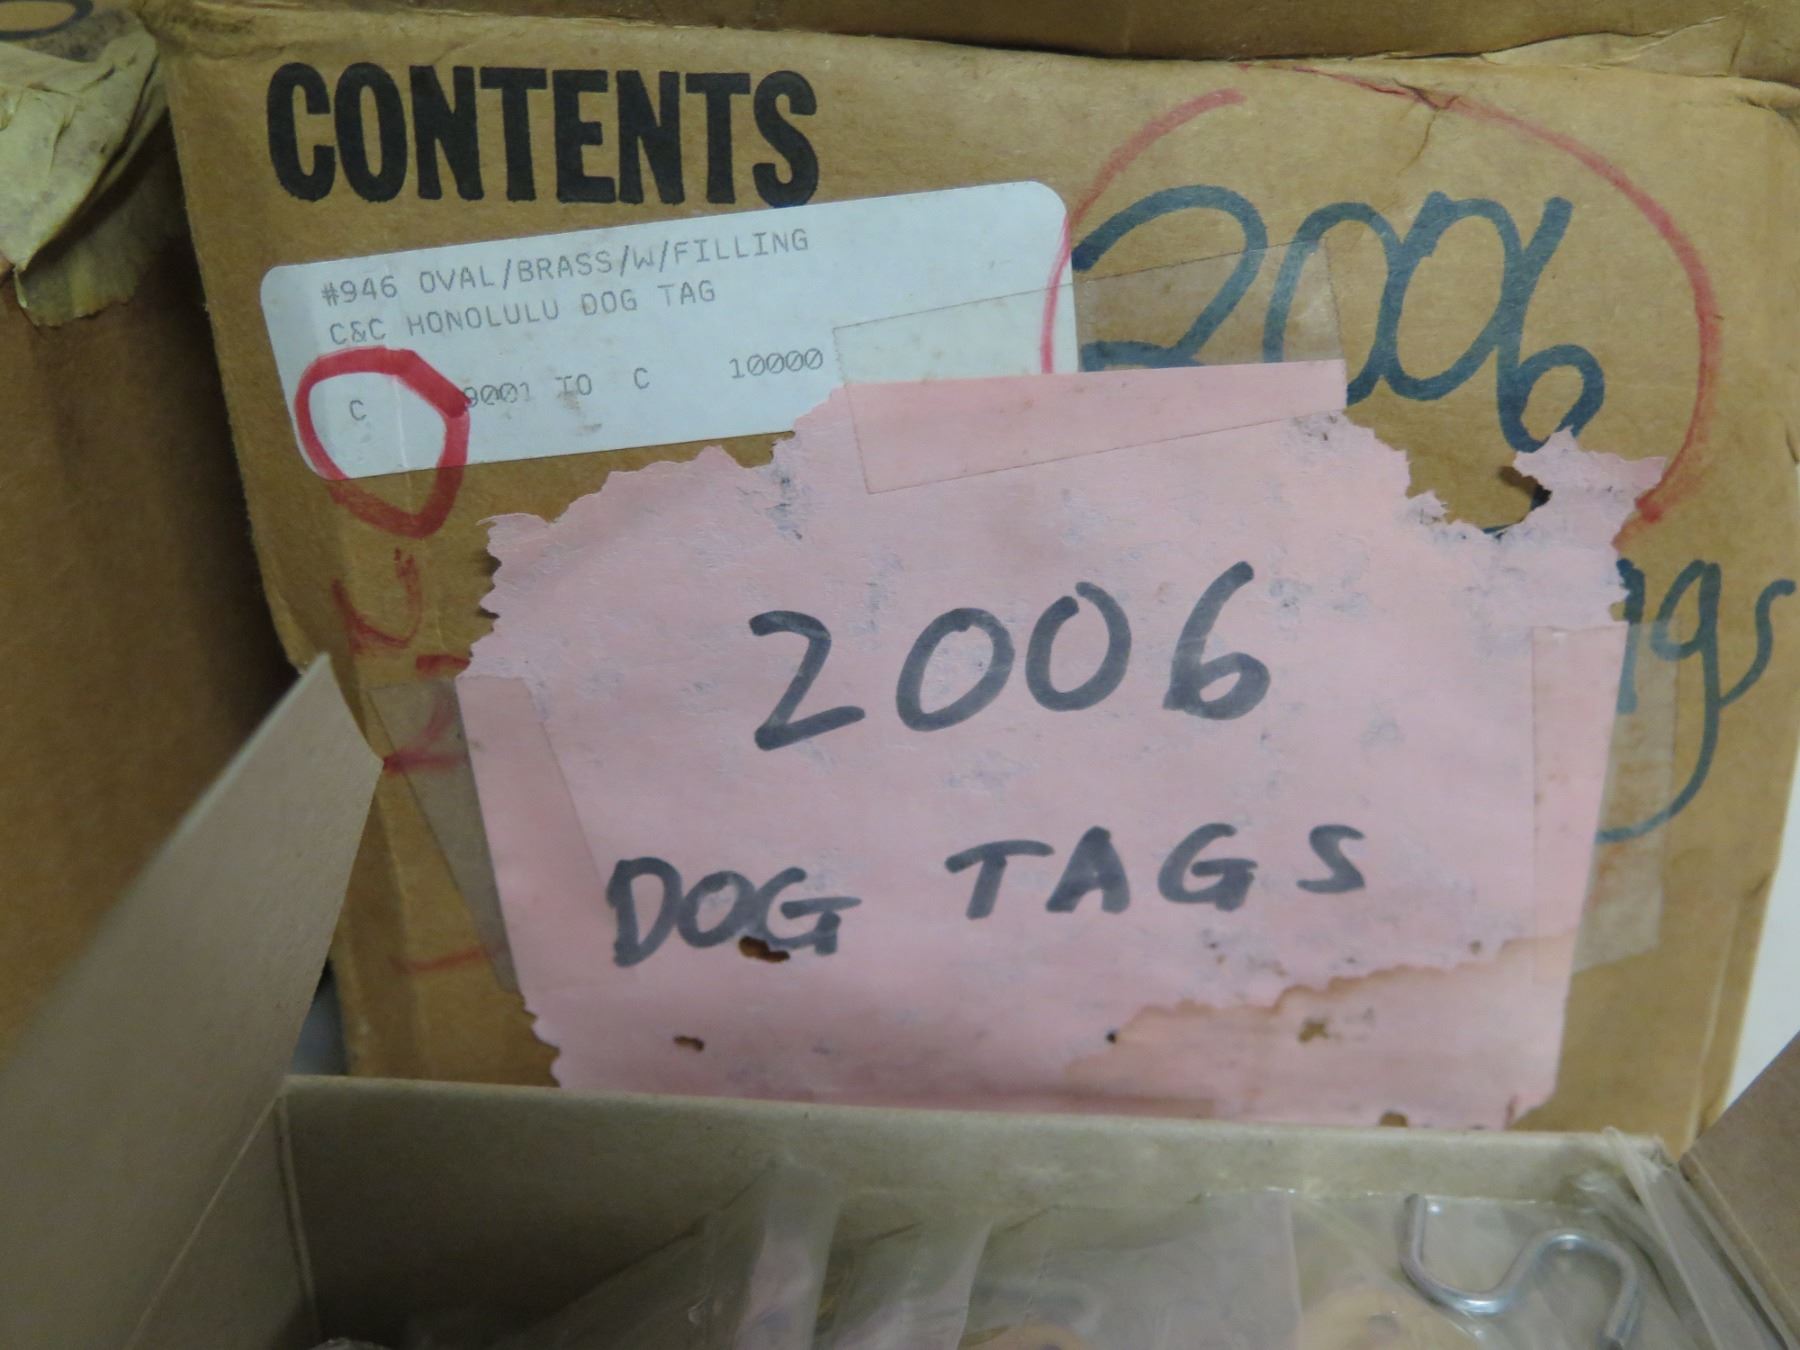 CONTENTS
#946 OVAL/BRASS/W/FILLING
C&C HONOLULU DOG TAG
C 9001 TO C 10000
2006
2006
DOG TAGS